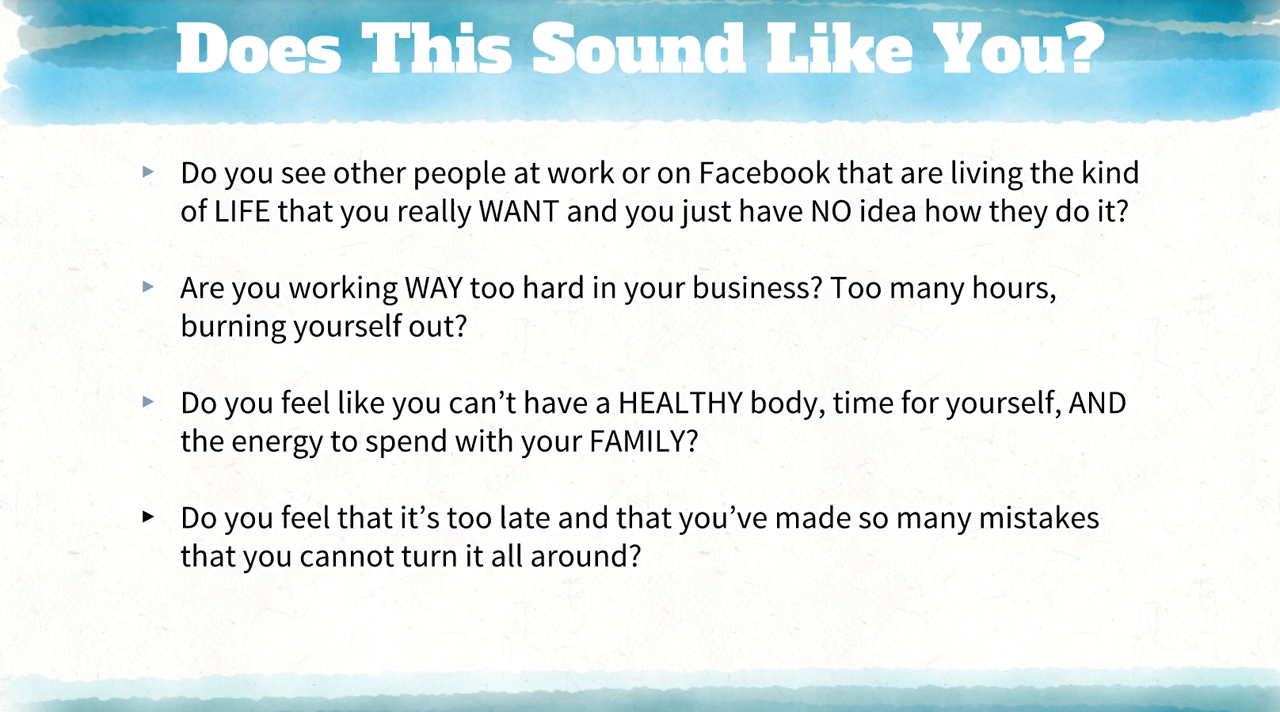 Does This Sound Like You?
Do you see other people at work or on Facebook that are living the kind
of LIFE that you really WANT and you just have NO idea how they do it?
Are you working WAY too hard in your business? Too many hours,
burning yourself out?
Do you feel like you can’t have a HEALTHY body, time for yourself, AND
the energy to spend with your FAMILY?
Do you feel that it’s too late and that you’ve made so many mistakes
that you cannot turn it all around?